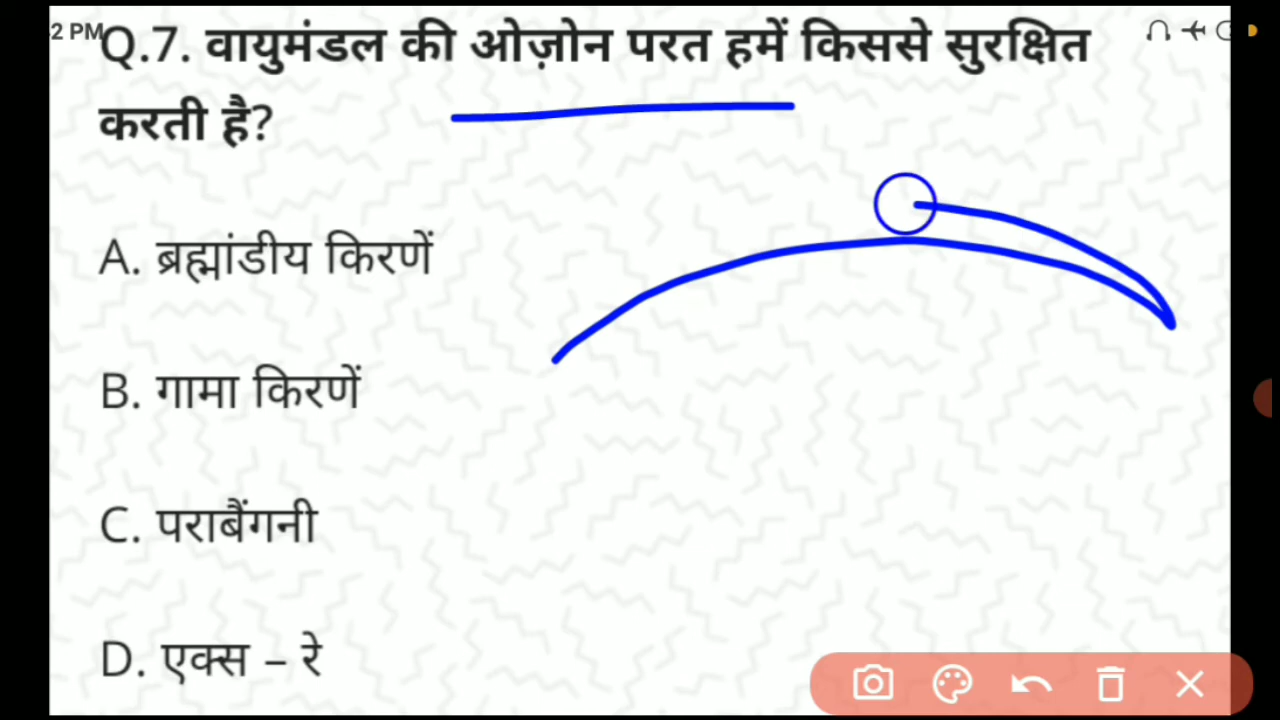 2 PM
Q.7. वायुमंडल की ओज़ोन परत हमें किससे सुरक्षित
करती है?
A. ब्रह्मांडीय किरणें
B. गामा किरणें
C. पराबैंगनी
D. एक्स – रे